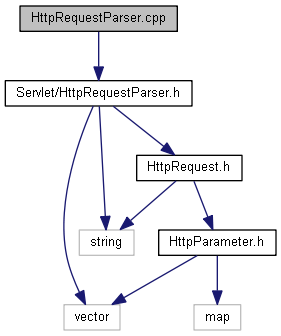 HttpRequestParser.cpp
Servlet/HttpRequestParser.h
HttpRequest.h
string
HttpParameter.h
vector
map